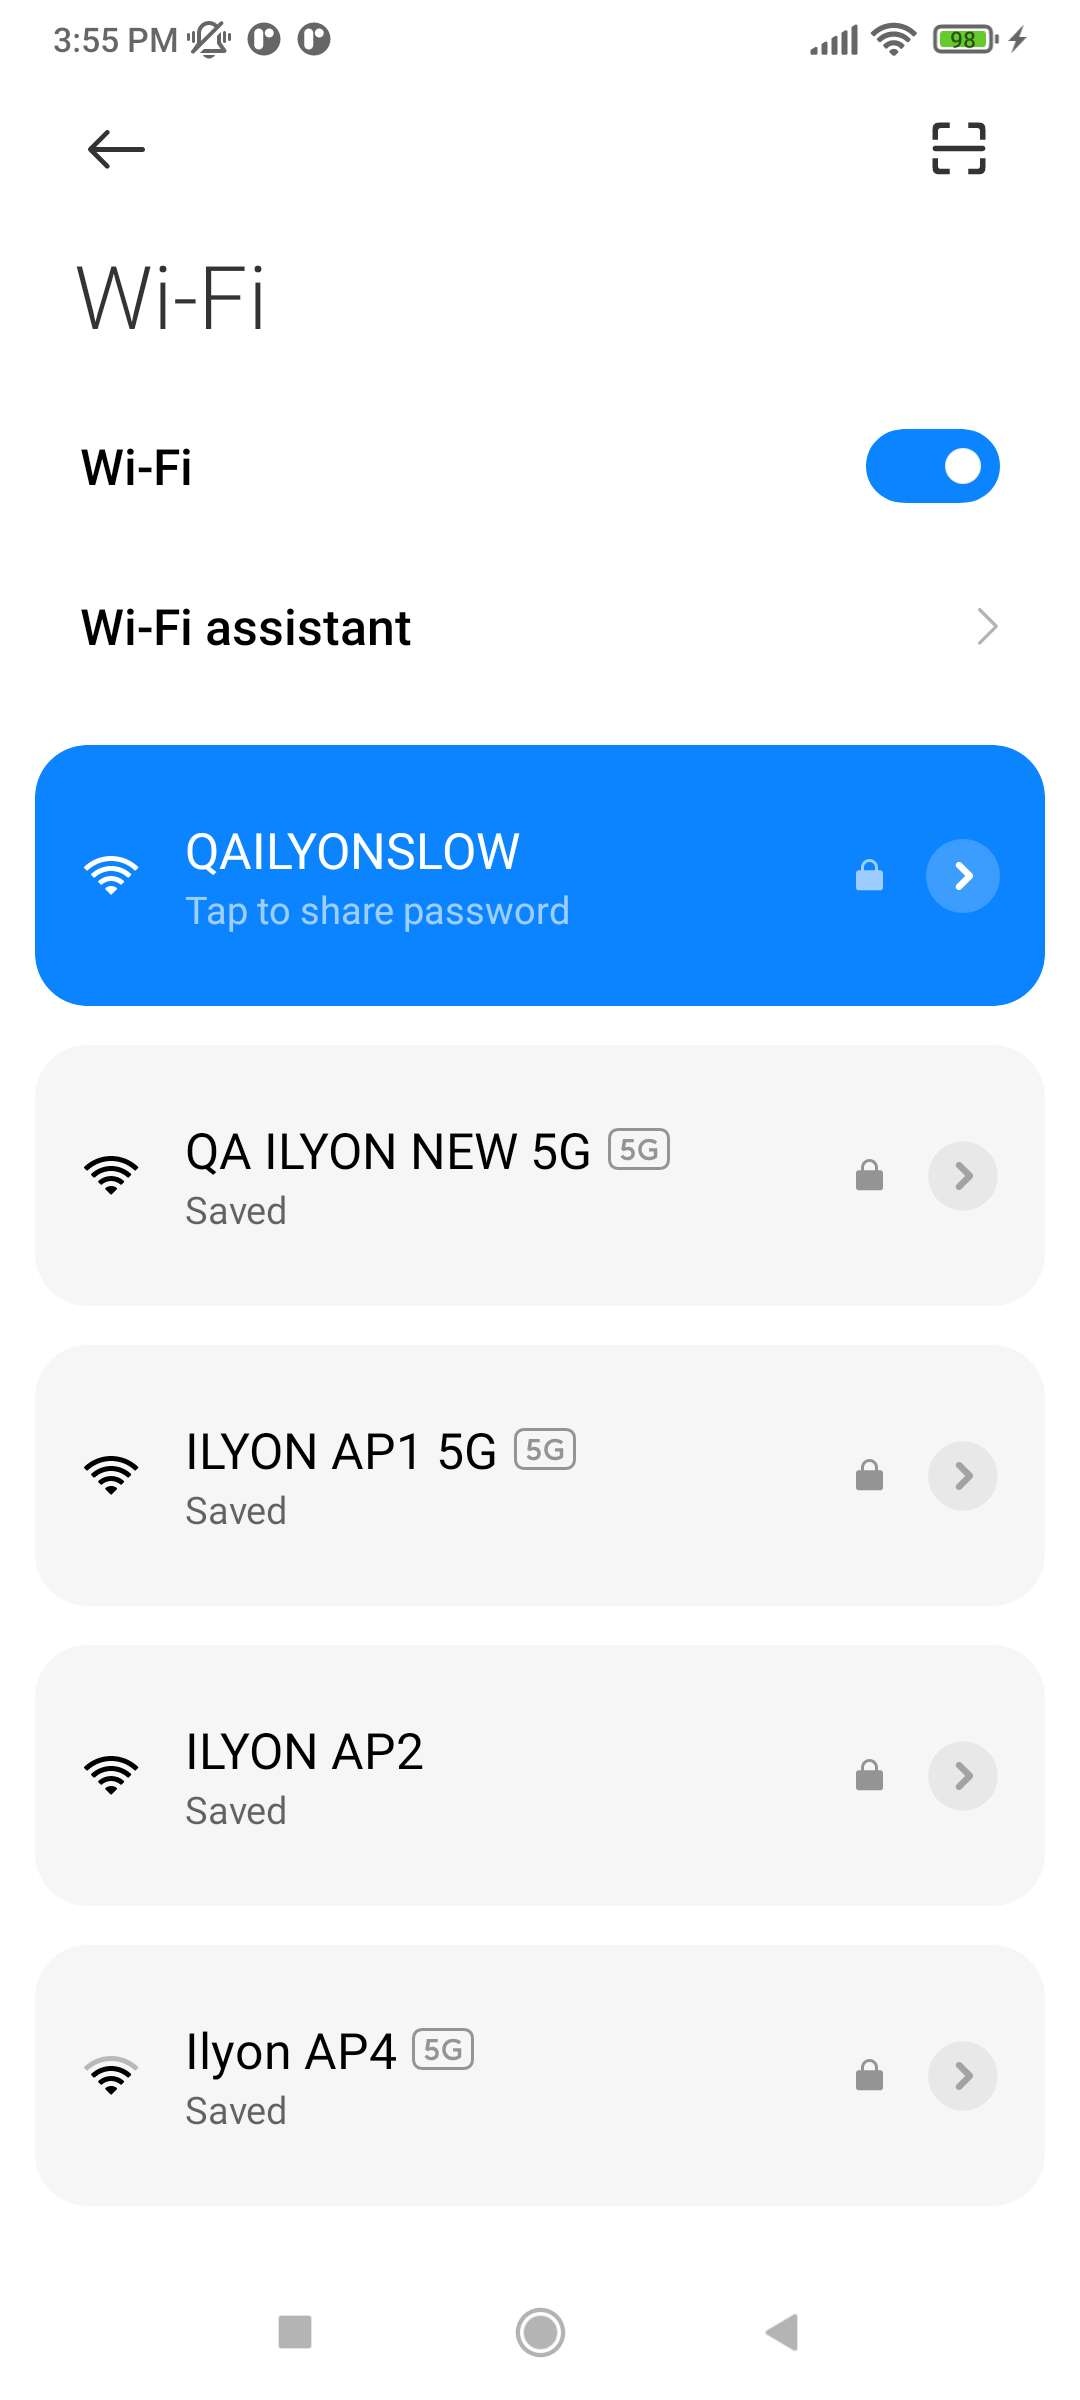 3:55 PM
98
Wi-Fi
Wi-Fi
Wi-Fi assistant
QAILYONSLOW
Tap to share password
QA ILYON NEW 5G 5G
Saved
ILYON AP1 5G 5G
Saved
ILYON AP2
Saved
Ilyon AP4 5G
Saved